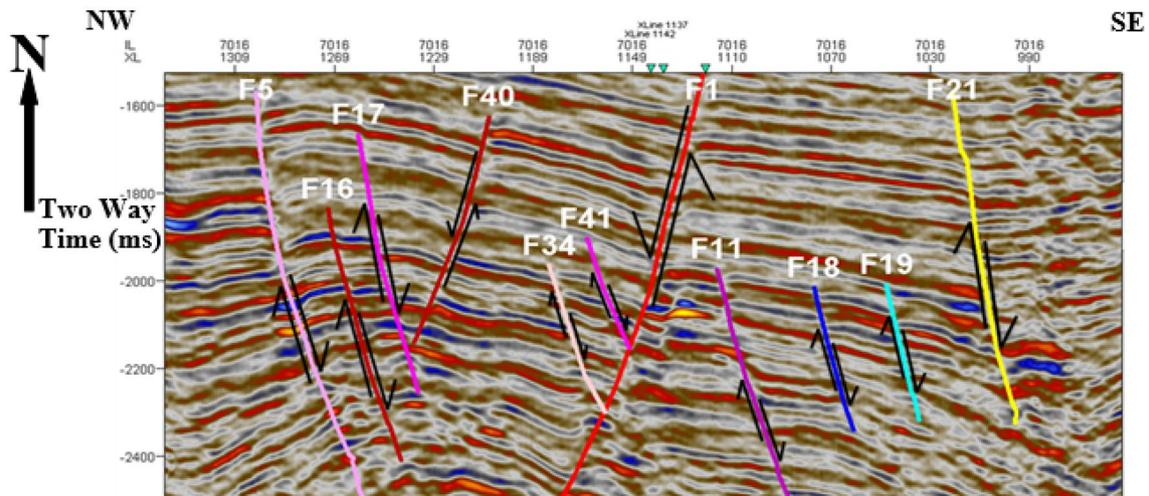 NW
SE
N
XLine 1137
XLine 1142
IL 7016 7016 7016 7016 7016 7016 7016 7016 7016
XL 1309 1269 1229 1189 1149 1110 1070 1030 990
F5
F17
F40
F1
F21
-1600
F16
-1800
Two Way
Time (ms)
F41
F34
F11
F18
F19
-2000
-2200
-2400